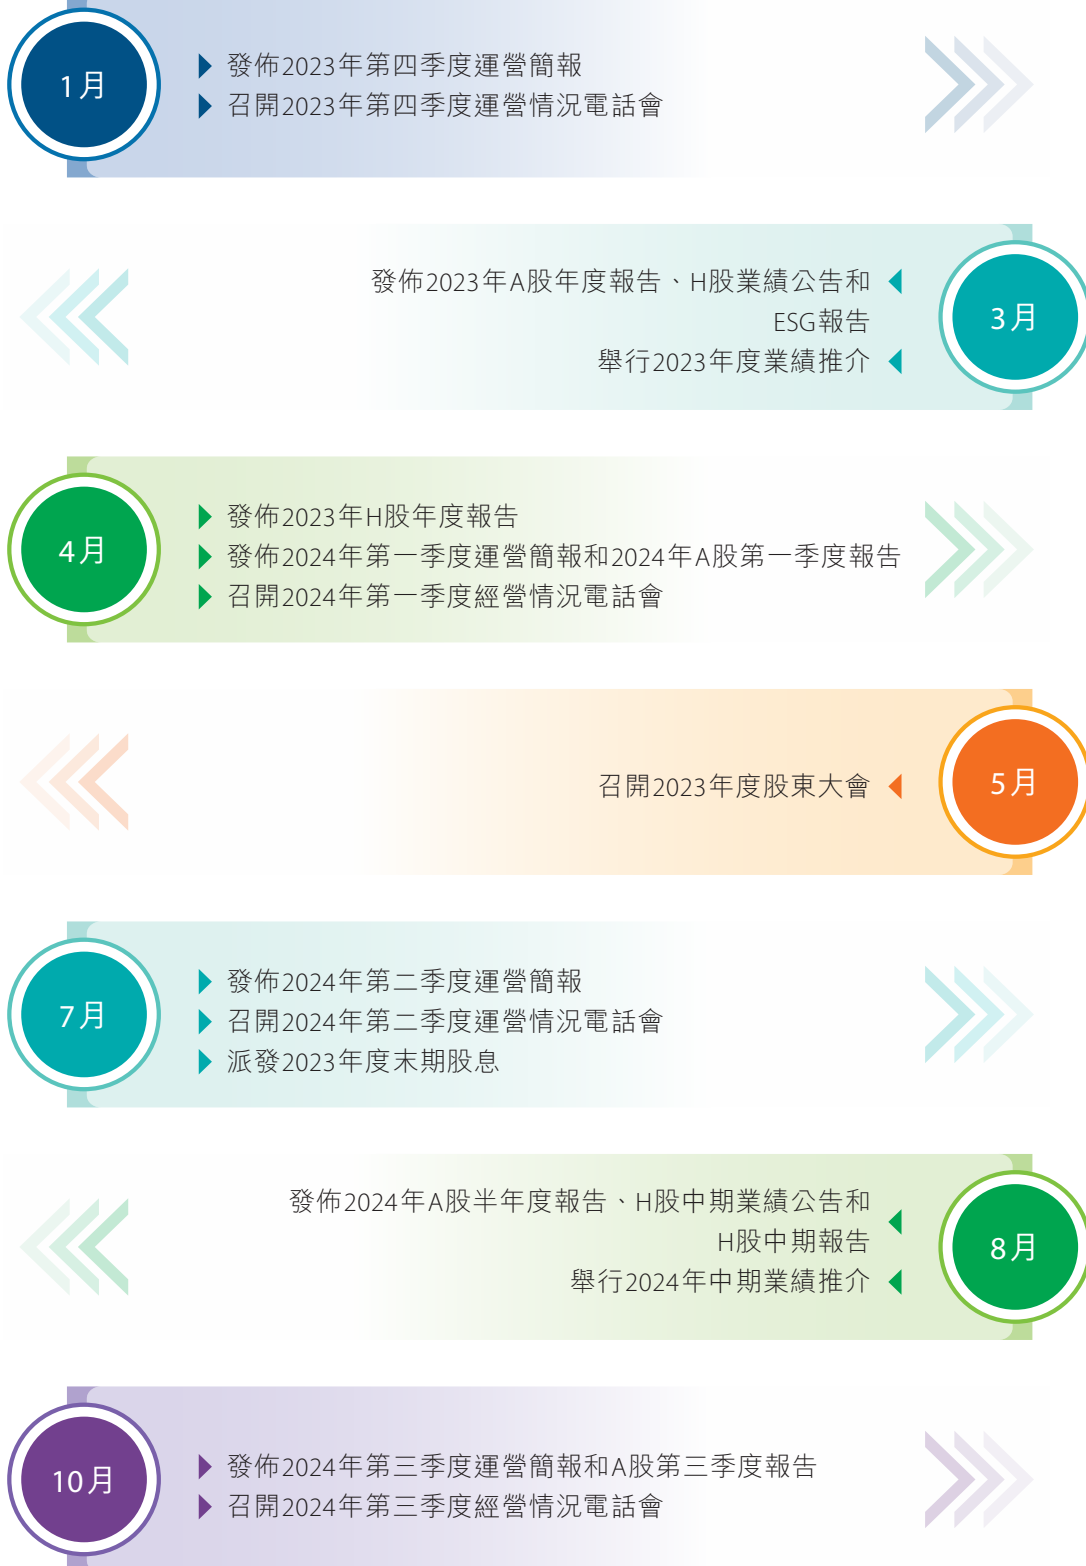 1月
發佈2023年第四季度運營簡報
召開2023年第四季度運營情況電話會
發佈2023年A股年度報告、H股業績公告和
ESG報告
舉行2023年度業績推介
3月
4月
發佈2023年H股年度報告
發佈2024年第一季度運營簡報和2024年A股第一季度報告
召開2024年第一季度經營情況電話會
召開2023年度股東大會
5月
7月
發佈2024年第二季度運營簡報
召開2024年第二季度運營情況電話會
派發2023年度末期股息
發佈2024年A股半年度報告、H股中期業績公告和
H股中期報告
舉行2024年中期業績推介
8月
10月
發佈2024年第三季度運營簡報和A股第三季度報告
召開2024年第三季度經營情況電話會